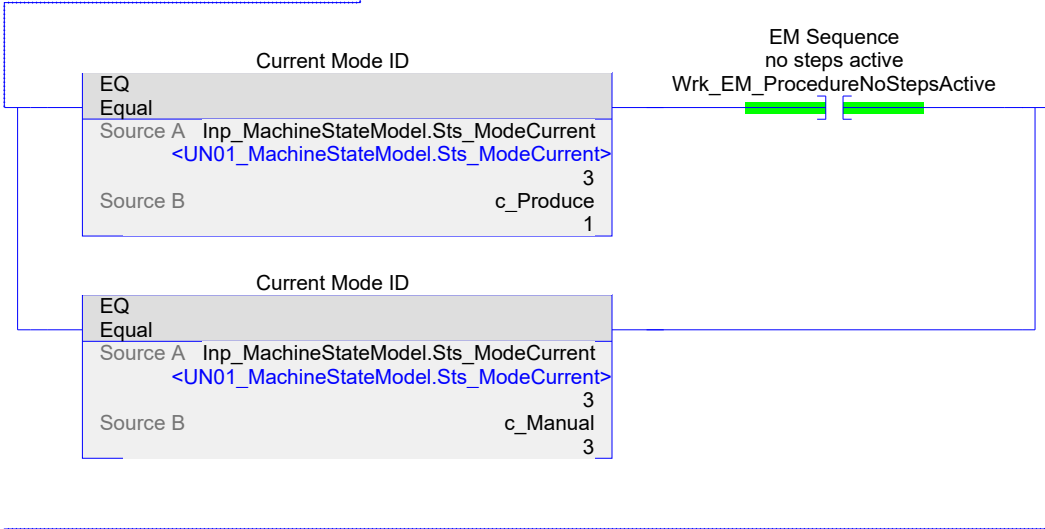 EM Sequence
no steps active
Wrk_EM_ProcedureNoStepsActive
Current Mode ID
EQ
Equal
Source A Inp_MachineStateModel.Sts_ModeCurrent
<UN01_MachineStateModel.Sts_ModeCurrent>
3
Source B c_Produce
1
Current Mode ID
EQ
Equal
Source A Inp_MachineStateModel.Sts_ModeCurrent
<UN01_MachineStateModel.Sts_ModeCurrent>
3
Source B c_Manual
3